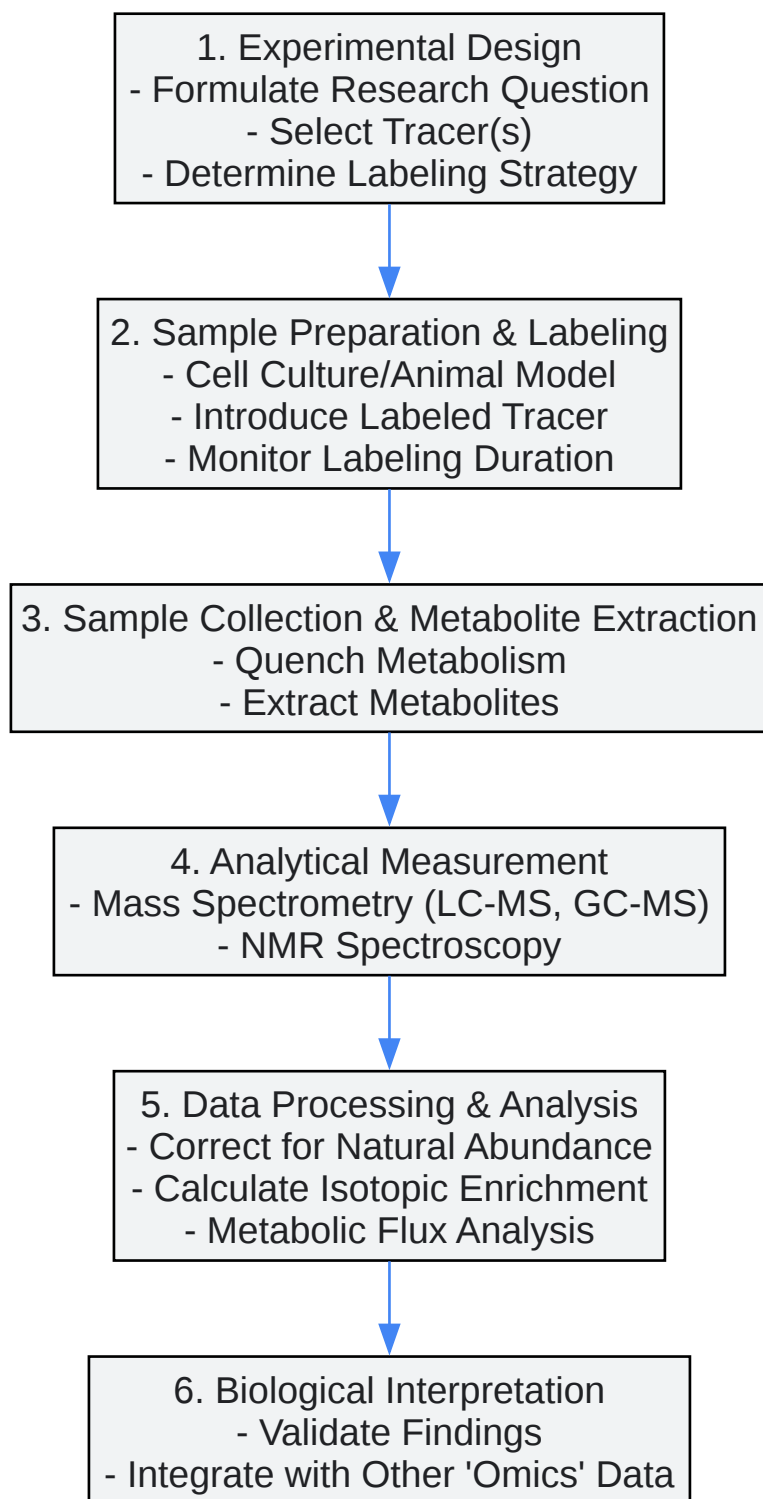 1. Experimental Design
- Formulate Research Question
- Select Tracer(s)
- Determine Labeling Strategy
2. Sample Preparation & Labeling
- Cell Culture/Animal Model
- Introduce Labeled Tracer
- Monitor Labeling Duration
3. Sample Collection & Metabolite Extraction
- Quench Metabolism
- Extract Metabolites
4. Analytical Measurement
- Mass Spectrometry (LC-MS, GC-MS)
- NMR Spectroscopy
5. Data Processing & Analysis
- Correct for Natural Abundance
- Calculate Isotopic Enrichment
- Metabolic Flux Analysis
6. Biological Interpretation
- Validate Findings
- Integrate with Other 'Omics' Data